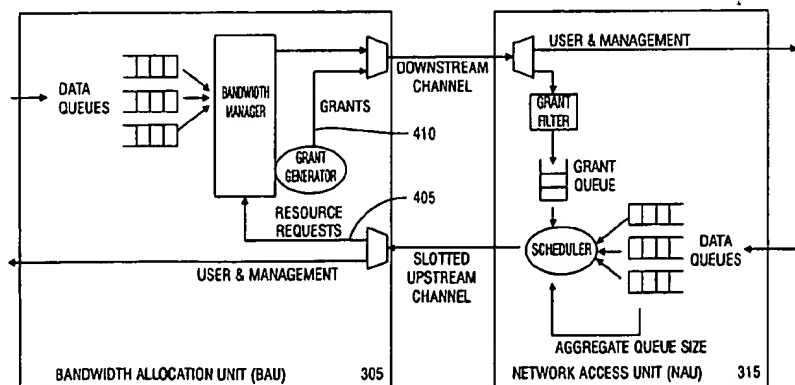 DATA
QUEUES
BANDWIDTH
MANAGER
GRANTS
410
GRANT
GENERATOR
RESOURCE
REQUESTS
405
USER & MANAGEMENT
BANDWIDTH ALLOCATION UNIT (BAU)
305
DOWNSTREAM
CHANNEL
SLOTTED
UPSTREAM
CHANNEL
USER & MANAGEMENT
GRANT
FILTER
GRANT
QUEUE
SCHEDULER
DATA
QUEUES
AGGREGATE QUEUE SIZE
NETWORK ACCESS UNIT (NAU)
315